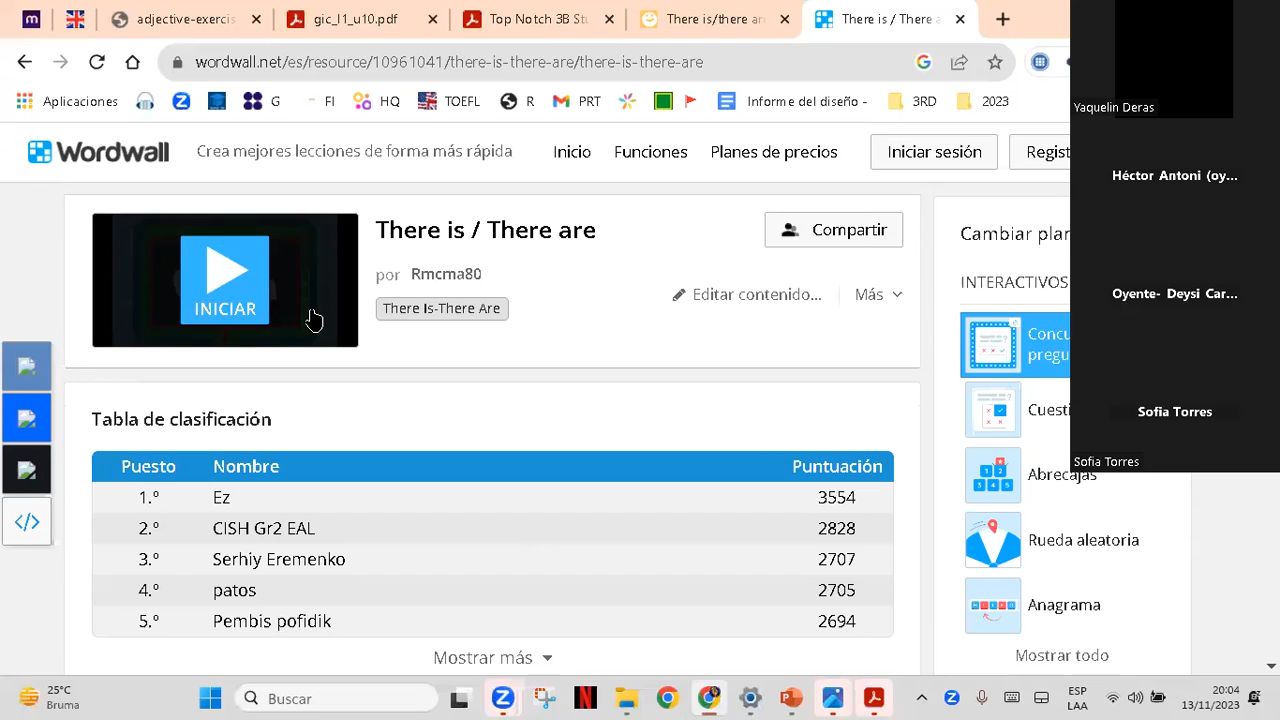 adjective-exercis
gic_l1_u10.pdf
Top Notch 3B St
There is/there ar
There is / There a
wordwall.net/es/resource/10961041/there-is-there-are/there-is-there-are
Aplicaciones
G
FI
HQ
TOEFL
R
PRT
Informe del diseño -
3RD
2023
Wordwall
Crea mejores lecciones de forma más rápida
Inicio
Funciones
Planes de precios
Iniciar sesión
Regist
INICIAR
There is / There are
por Rmcma80
There Is-There Are
Compartir
Editar contenido...
Más
Tabla de clasificación
Puesto Nombre Puntuación
1.º Ez 3554
2.º CISH Gr2 EAL 2828
3.º Serhiy Eremenko 2707
4.º patos 2705
5.º Pembis pofidik 2694
Mostrar más
Cambiar plan
INTERACTIVOS
Concu
pregu
Cuesti
Abrecajas
Rueda aleatoria
Anagrama
Mostrar todo
Yaquelin Deras
Héctor Antoni (oy...
Oyente- Deysi Car...
Sofia Torres
Sofia Torres
25°C
Bruma
Buscar
ESP
LAA
20:04
13/11/2023